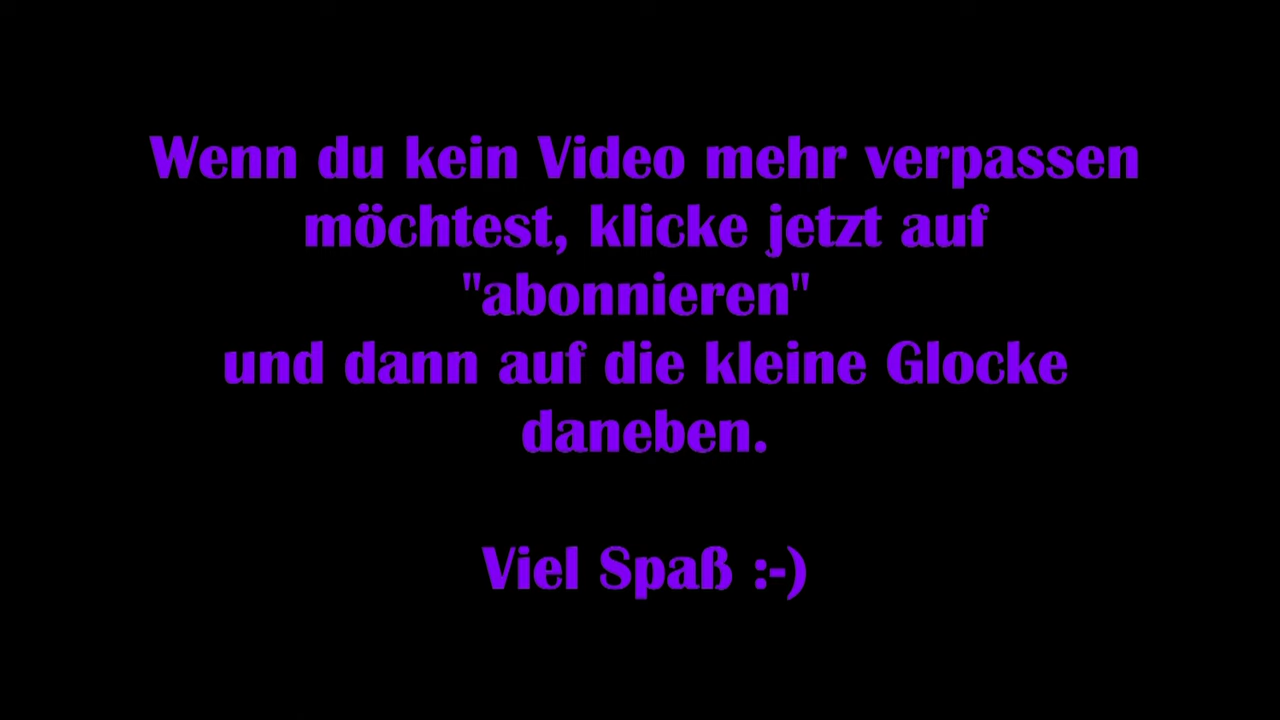 Wenn du kein Video mehr verpassen
möchtest, klicke jetzt auf
"abonnieren"
und dann auf die kleine Glocke
daneben.
Viel Spaß :-)